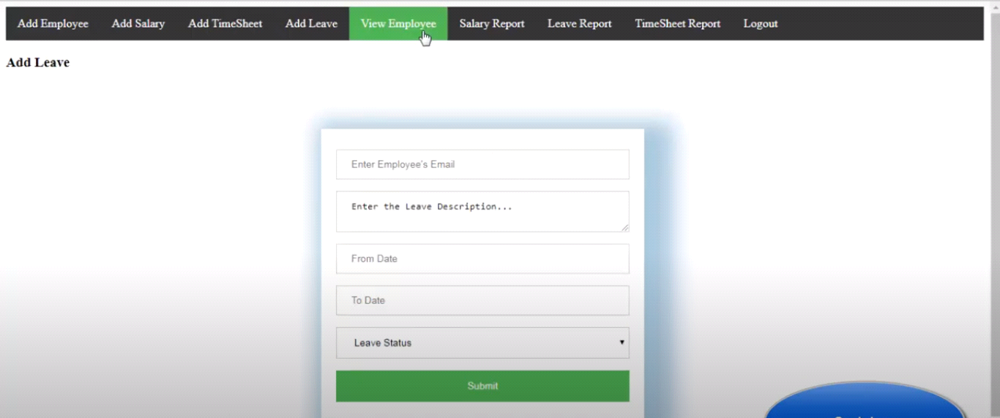 Add Employee Add Salary Add TimeSheet Add Leave View Employee Salary Report Leave Report TimeSheet Report Logout
Add Leave
Enter Employee's Email
Enter the Leave Description...
From Date
To Date
Leave Status
Submit